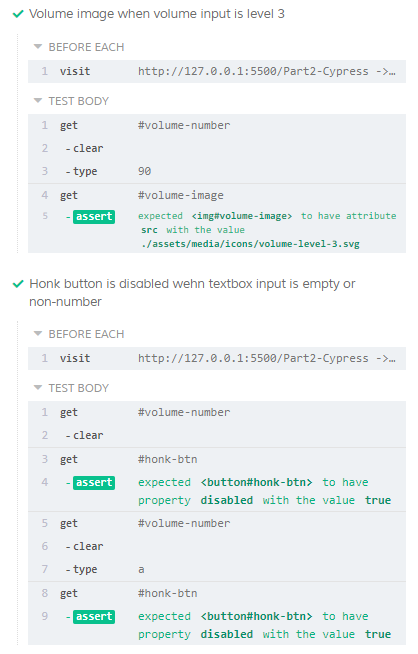 Volume image when volume input is level 3
BEFORE EACH
1 visit http://127.0.0.1:5500/Part2-Cypress ->…
TEST BODY
1 get #volume-number
2 -clear
3 -type 90
4 get #volume-image
5 -assert expected <img#volume-image> to have attribute
src with the value
./assets/media/icons/volume-level-3.svg
Honk button is disabled wehn textbox input is empty or
non-number
BEFORE EACH
1 visit http://127.0.0.1:5500/Part2-Cypress ->…
TEST BODY
1 get #volume-number
2 -clear
3 get #honk-btn
4 -assert expected <button#honk-btn> to have
property disabled with the value true
5 get #volume-number
6 -clear
7 -type a
8 get #honk-btn
9 -assert expected <button#honk-btn> to have
property disabled with the value true